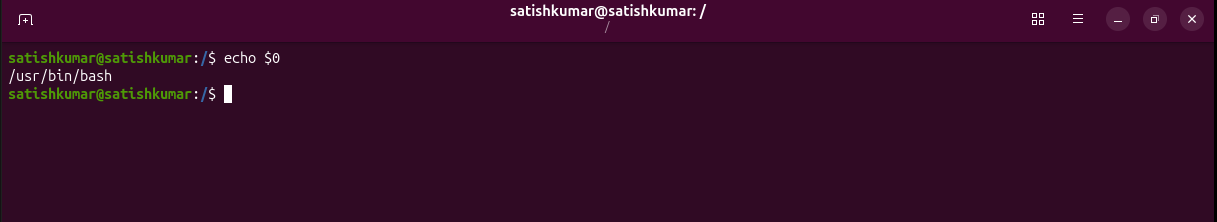 satishkumar@satishkumar: /
/
satishkumar@satishkumar:/$ echo $0
/usr/bin/bash
satishkumar@satishkumar:/$